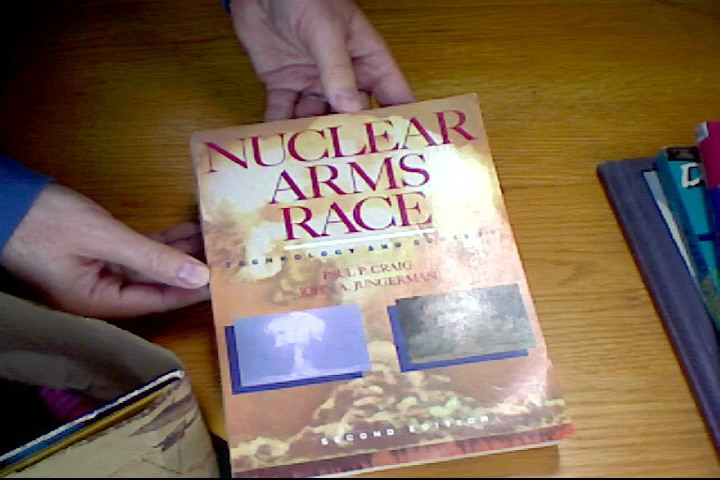 NUCLEAR
ARMS
RACE
TECHNOLOGY AND SOCIETY
PAUL P. CRAIG
JOHN A. JUNGERMAN
SECOND EDITION